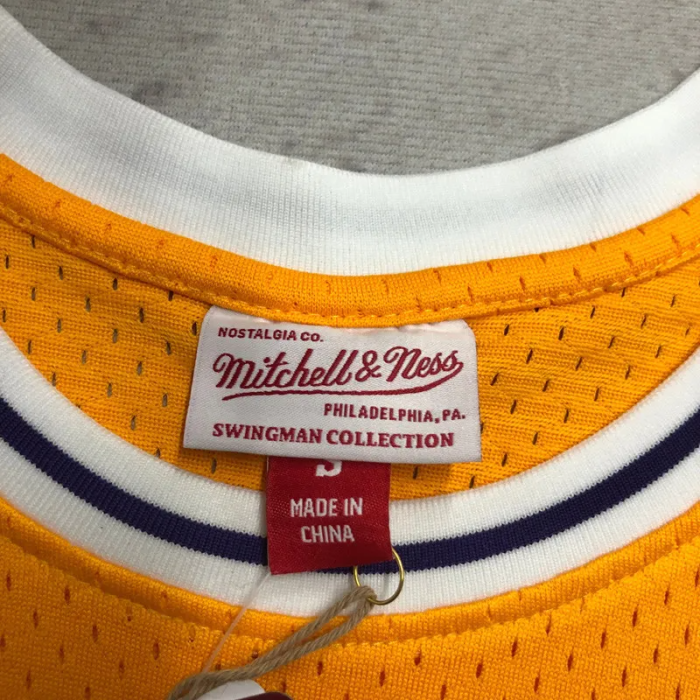 NOSTALGIA CO.
Mitchell & Ness
PHILADELPHIA, PA.
SWINGMAN COLLECTION
S
MADE IN
CHINA